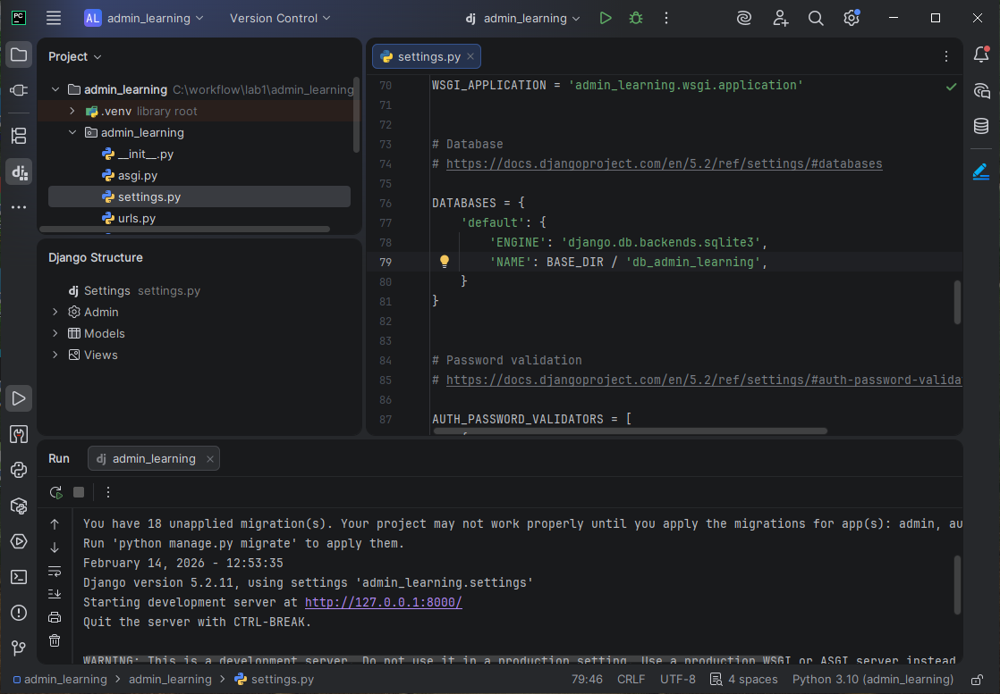 PC
AL admin_learning Version Control dj admin_learning
Project
admin_learning C:\workflow\lab1\admin_learning
.venv library root
admin_learning
__init__.py
asgi.py
settings.py
urls.py
Django Structure
dj Settings settings.py
Admin
Models
Views
settings.py
70 WSGI_APPLICATION = 'admin_learning.wsgi.application'
71
72
73 # Database
74 # https://docs.djangoproject.com/en/5.2/ref/settings/#databases
75
76 DATABASES = {
77 'default': {
78 'ENGINE': 'django.db.backends.sqlite3',
79 'NAME': BASE_DIR / 'db_admin_learning',
80 }
81 }
82
83
84 # Password validation
85 # https://docs.djangoproject.com/en/5.2/ref/settings/#auth-password-valida
86
87 AUTH_PASSWORD_VALIDATORS = [
Run dj admin_learning
You have 18 unapplied migration(s). Your project may not work properly until you apply the migrations for app(s): admin, au
Run 'python manage.py migrate' to apply them.
February 14, 2026 - 12:53:35
Django version 5.2.11, using settings 'admin_learning.settings'
Starting development server at http://127.0.0.1:8000/
Quit the server with CTRL-BREAK.
WARNING: This is a development server. Do not use it in a production setting. Use a production WSGI or ASGI server instead
admin_learning > admin_learning > settings.py 79:46 CRLF UTF-8 4 spaces Python 3.10 (admin_learning)